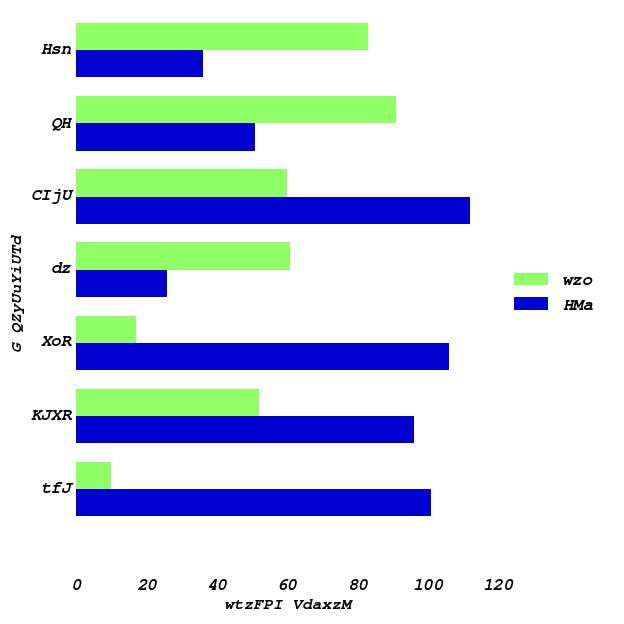 Hsn
QH
CIjU
dz
XoR
KJXR
tfJ
G QZyUuYiUTd
0 20 40 60 80 100 120
wtzFPI VdaxzM
wzo
HMa